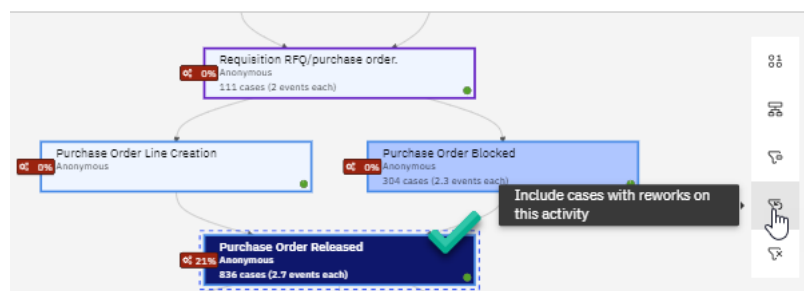 Requisition RFQ/purchase order.
0% Anonymous
111 cases (2 events each)
Purchase Order Line Creation
0% Anonymous
Purchase Order Blocked
0% Anonymous
304 cases (2.3 events each)
Include cases with reworks on
this activity
Purchase Order Released
21% Anonymous
836 cases (2.7 events each)